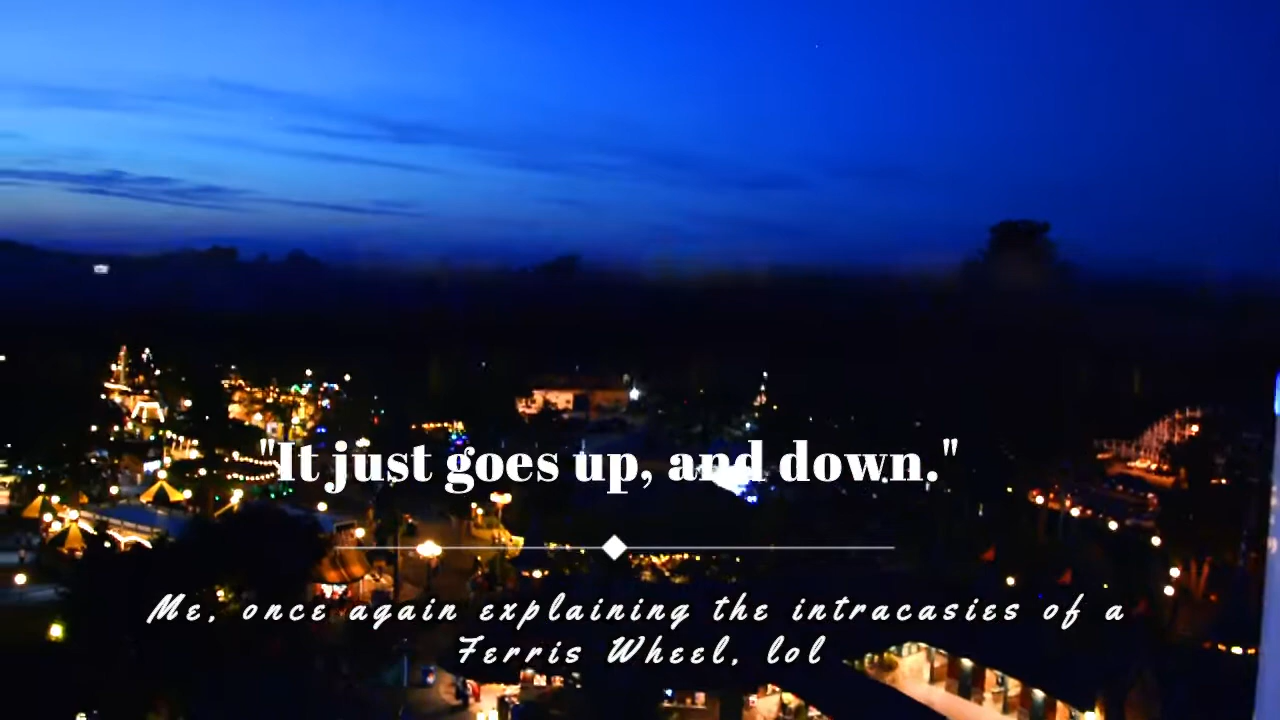 "It just goes up, and down."
Me, once again explaining the intracasies of a
Ferris Wheel, lol